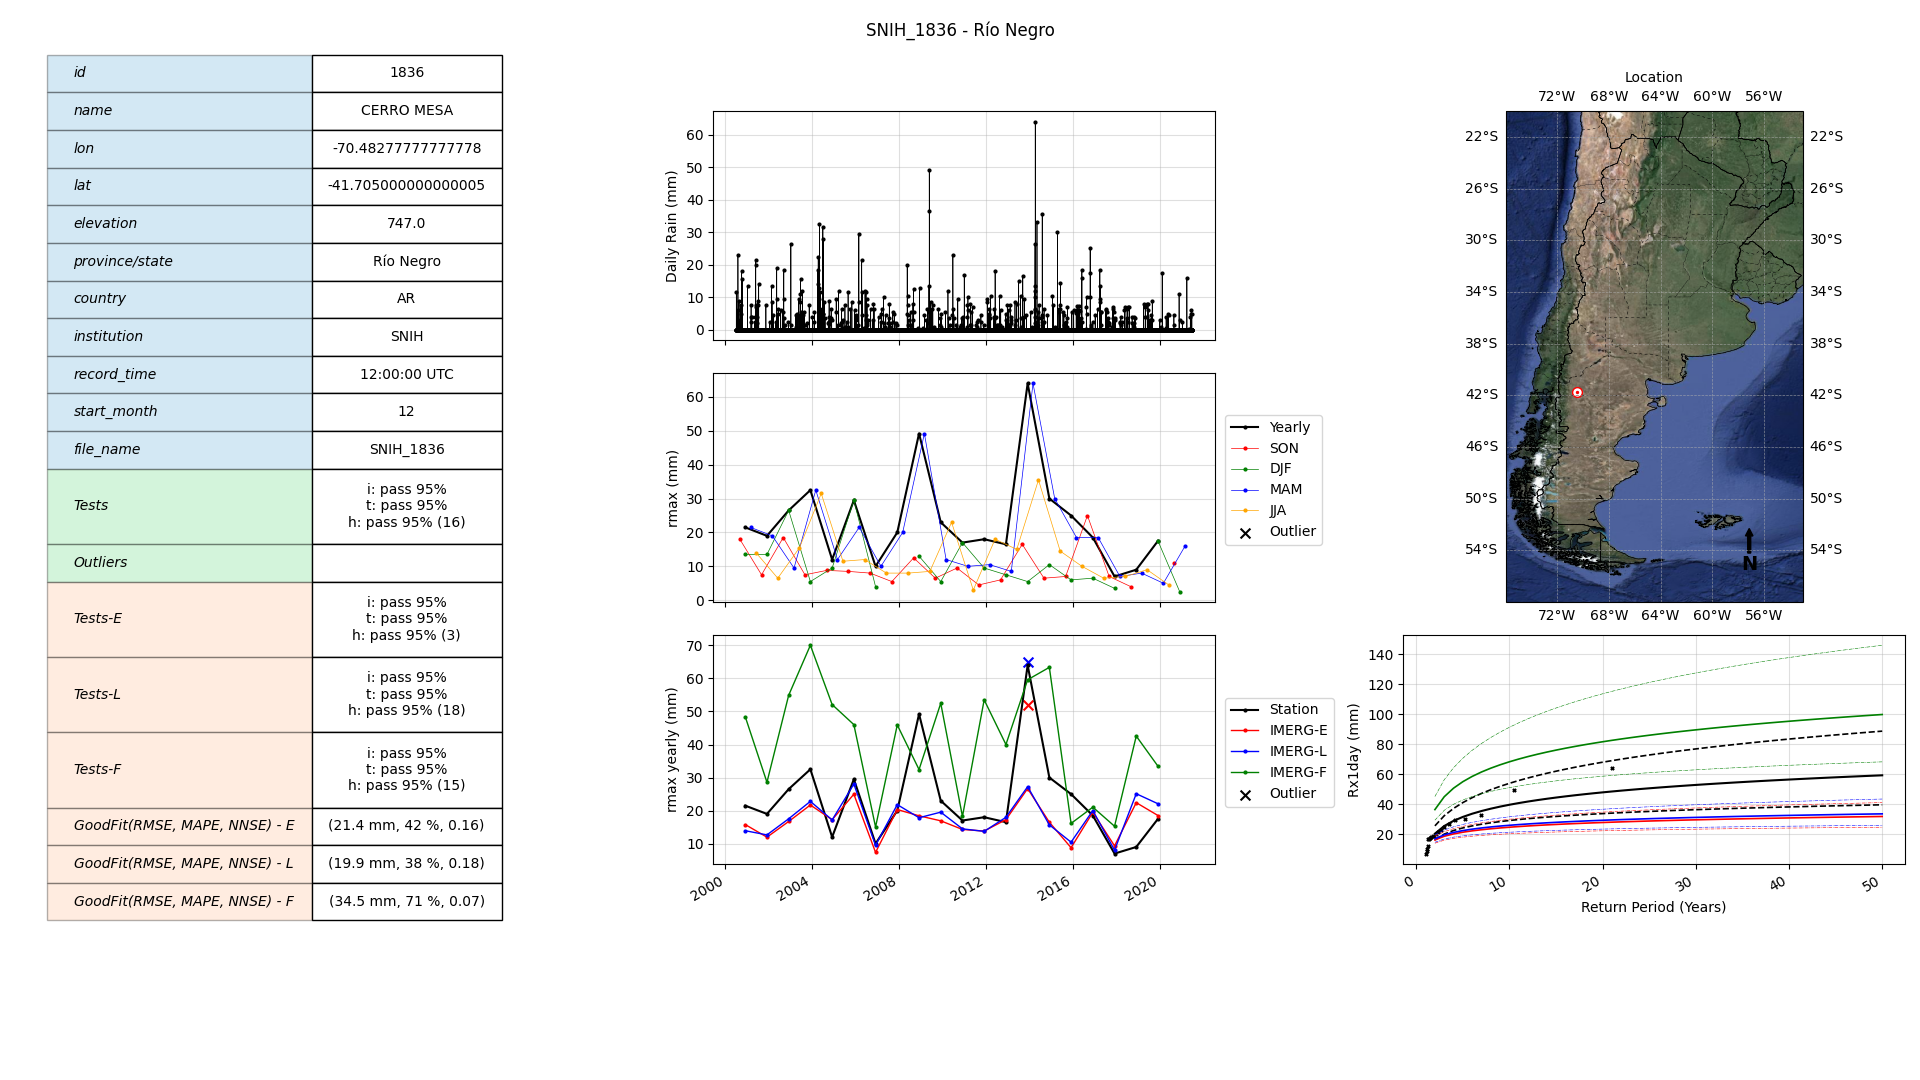 SNIH_1836 - Río Negro
id 1836
name CERRO MESA
lon -70.48277777777778
lat -41.705000000000005
elevation 747.0
province/state Río Negro
country AR
institution SNIH
record_time 12:00:00 UTC
start_month 12
file_name SNIH_1836
Tests
i: pass 95%
t: pass 95%
h: pass 95% (16)
Outliers
Tests-E
i: pass 95%
t: pass 95%
h: pass 95% (3)
Tests-L
i: pass 95%
t: pass 95%
h: pass 95% (18)
Tests-F
i: pass 95%
t: pass 95%
h: pass 95% (15)
GoodFit(RMSE, MAPE, NNSE) - E (21.4 mm, 42 %, 0.16)
GoodFit(RMSE, MAPE, NNSE) - L (19.9 mm, 38 %, 0.18)
GoodFit(RMSE, MAPE, NNSE) - F (34.5 mm, 71 %, 0.07)
Daily Rain (mm)
60
50
40
30
20
10
0
rmax (mm)
60
50
40
30
20
10
0
Yearly
SON
DJF
MAM
JJA
Outlier
rmax yearly (mm)
70
60
50
40
30
20
10
2000 2004 2008 2012 2016 2020
Station
IMERG-E
IMERG-L
IMERG-F
Outlier
Location
72°W 68°W 64°W 60°W 56°W
22°S 22°S
26°S 26°S
30°S 30°S
34°S 34°S
38°S 38°S
42°S 42°S
46°S 46°S
50°S 50°S
54°S 54°S
N
72°W 68°W 64°W 60°W 56°W
Rx1day (mm)
140
120
100
80
60
40
20
0 10 20 30 40 50
Return Period (Years)